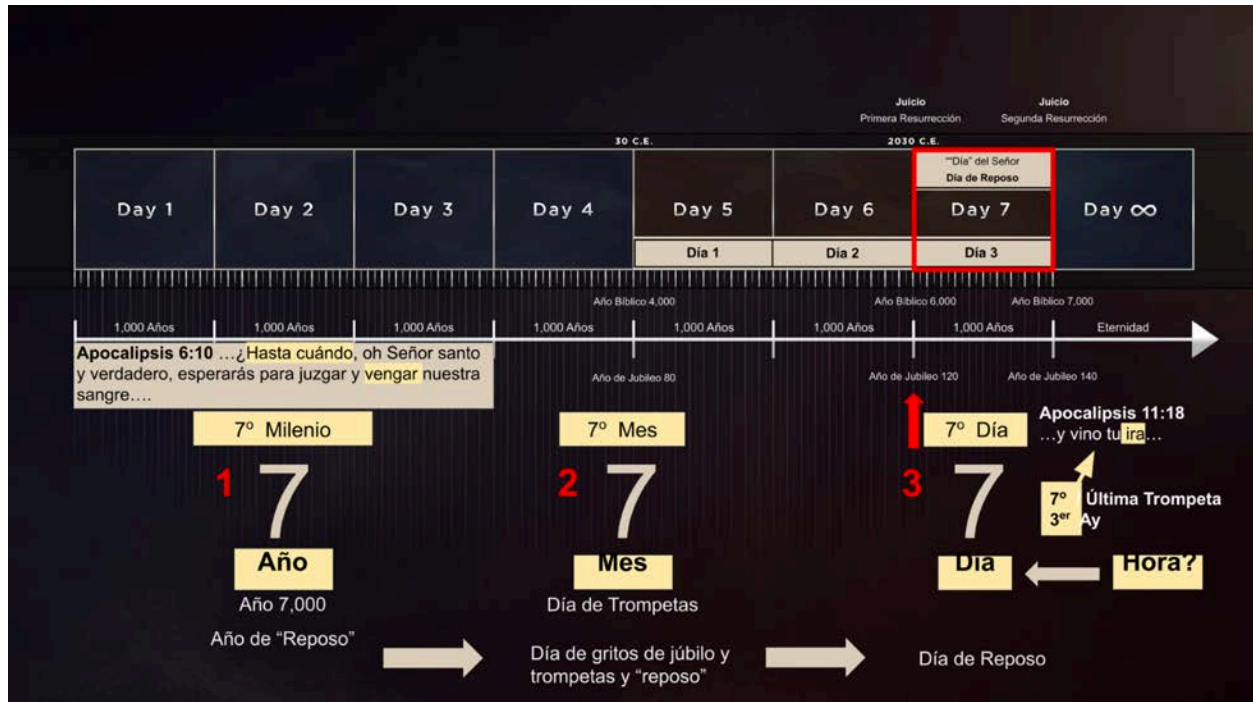 Juicio
Primera Resurrección
Juicio
Segunda Resurrección
30 C.E.
2030 C.E.
""Día" del Señor
Día de Reposo
Day 1
Day 2
Day 3
Day 4
Day 5
Day 6
Day 7
Day ∞
Día 1
Día 2
Día 3
Año Bíblico 4,000
Año Bíblico 6,000
Año Bíblico 7,000
1,000 Años
1,000 Años
1,000 Años
1,000 Años
1,000 Años
1,000 Años
1,000 Años
Eternidad
Apocalipsis 6:10 …¿Hasta cuándo, oh Señor santo
y verdadero, esperarás para juzgar y vengar nuestra
sangre….
Año de Jubileo 80
Año de Jubileo 120
Año de Jubileo 140
7º Milenio
1
7
Año
Año 7,000
Año de “Reposo”
7º Mes
2
7
Mes
Día de Trompetas
Día de gritos de júbilo y
trompetas y “reposo”
7º Día
3
7
Día
Día de Reposo
Apocalipsis 11:18
…y vino tu ira…
7º Última Trompeta
3er Ay
Hora?